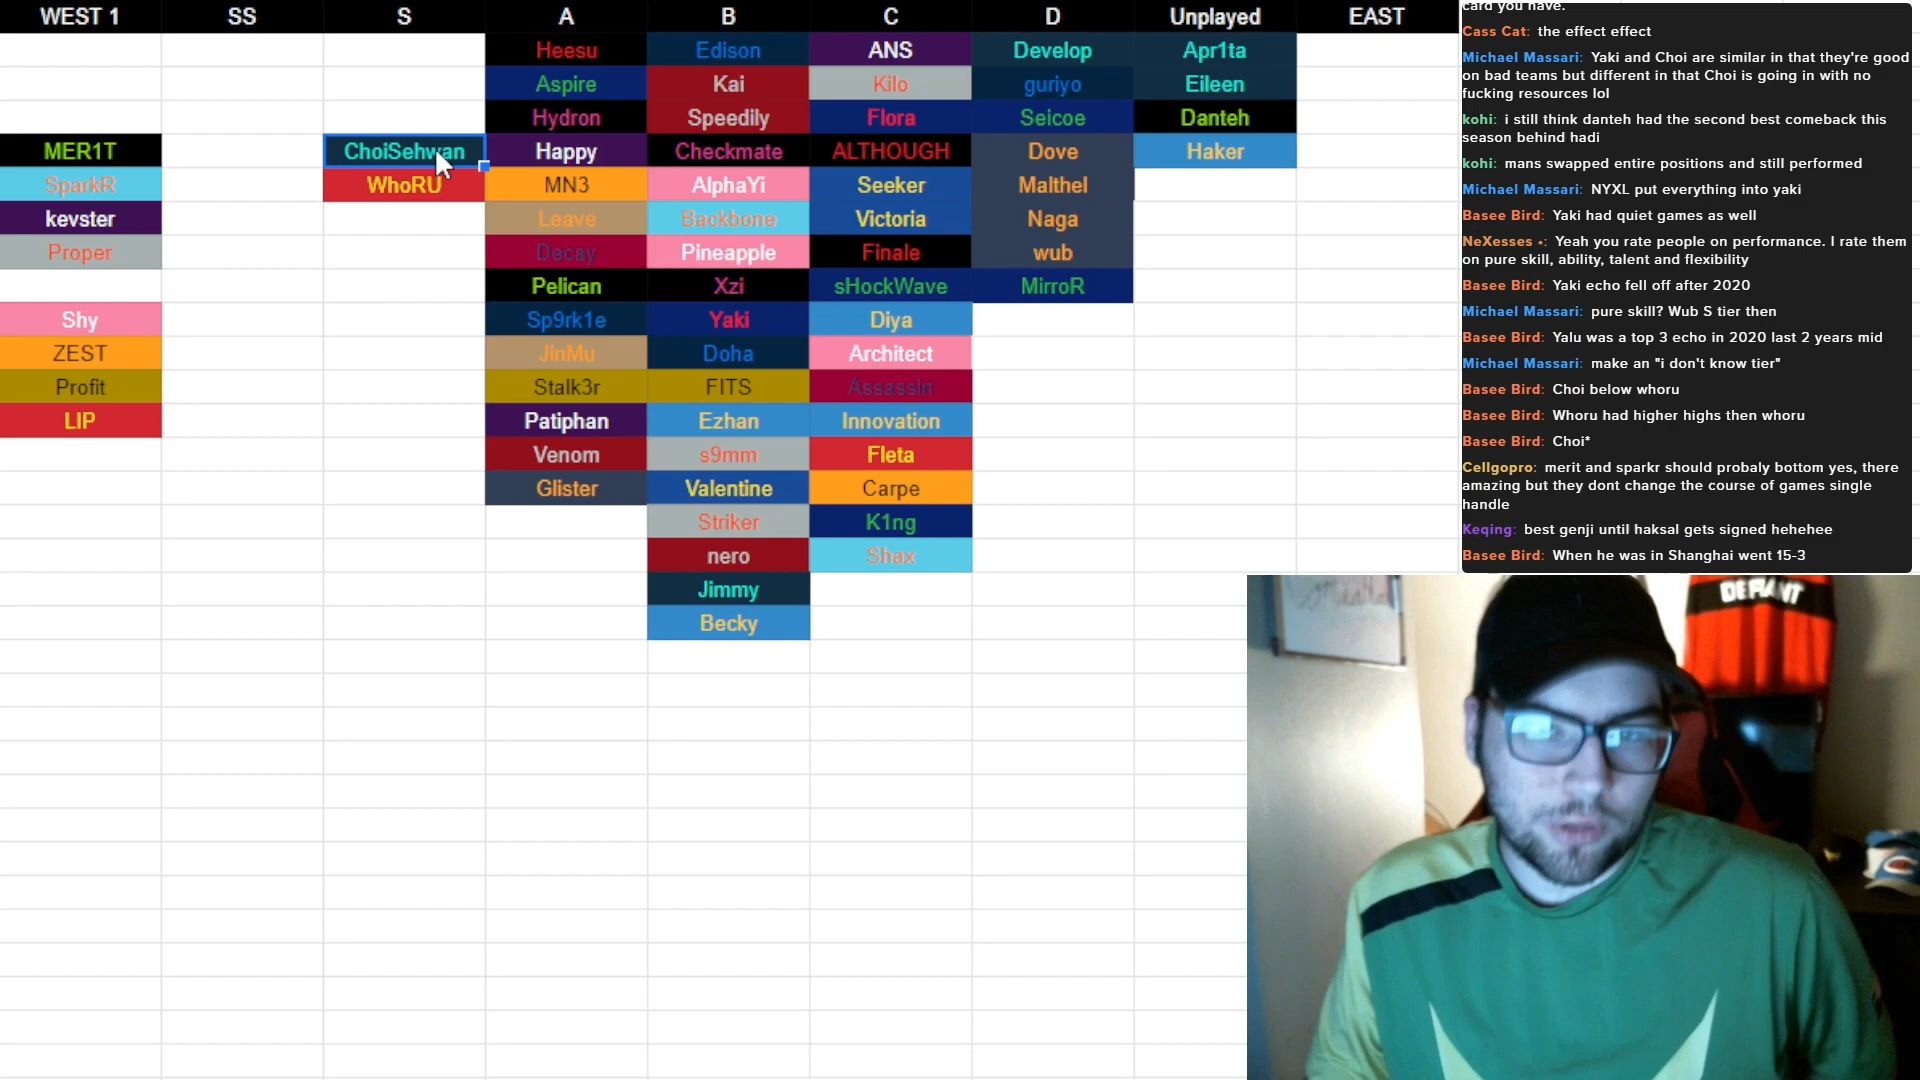 WEST 1 SS S A B C D Unplayed EAST
Heesu Edison ANS Develop Apr1ta
Aspire Kai Kilo guriyo Eileen
Hydron Speedily Flora Seicoe Danteh
MER1T ChoiSehwan Happy Checkmate ALTHOUGH Dove Haker
SparkR WhoRU MN3 AlphaYi Seeker Malthel
kevster Leave Backbone Victoria Naga
Proper Decay Pineapple Finale wub
Pelican Xzi sHockWave MirroR
Shy Sp9rk1e Yaki Diya
ZEST JinMu Doha Architect
Profit Stalk3r FITS Assassin
LIP Patiphan Ezhan Innovation
Venom s9mm Fleta
Glister Valentine Carpe
Striker K1ng
nero Shax
Jimmy
Becky
card you have.
Cass Cat: the effect effect
Michael Massari: Yaki and Choi are similar in that they're good
on bad teams but different in that Choi is going in with no
fucking resources lol
kohi: i still think danteh had the second best comeback this
season behind hadi
kohi: mans swapped entire positions and still performed
Michael Massari: NYXL put everything into yaki
Basee Bird: Yaki had quiet games as well
NeXesses •: Yeah you rate people on performance. I rate them
on pure skill, ability, talent and flexibility
Basee Bird: Yaki echo fell off after 2020
Michael Massari: pure skill? Wub S tier then
Basee Bird: Yalu was a top 3 echo in 2020 last 2 years mid
Michael Massari: make an "i don't know tier"
Basee Bird: Choi below whoru
Basee Bird: Whoru had higher highs then whoru
Basee Bird: Choi*
Cellgopro: merit and sparkr should probaly bottom yes, there
amazing but they dont change the course of games single
handle
Keqing: best genji until haksal gets signed hehehee
Basee Bird: When he was in Shanghai went 15-3
DEFIANT